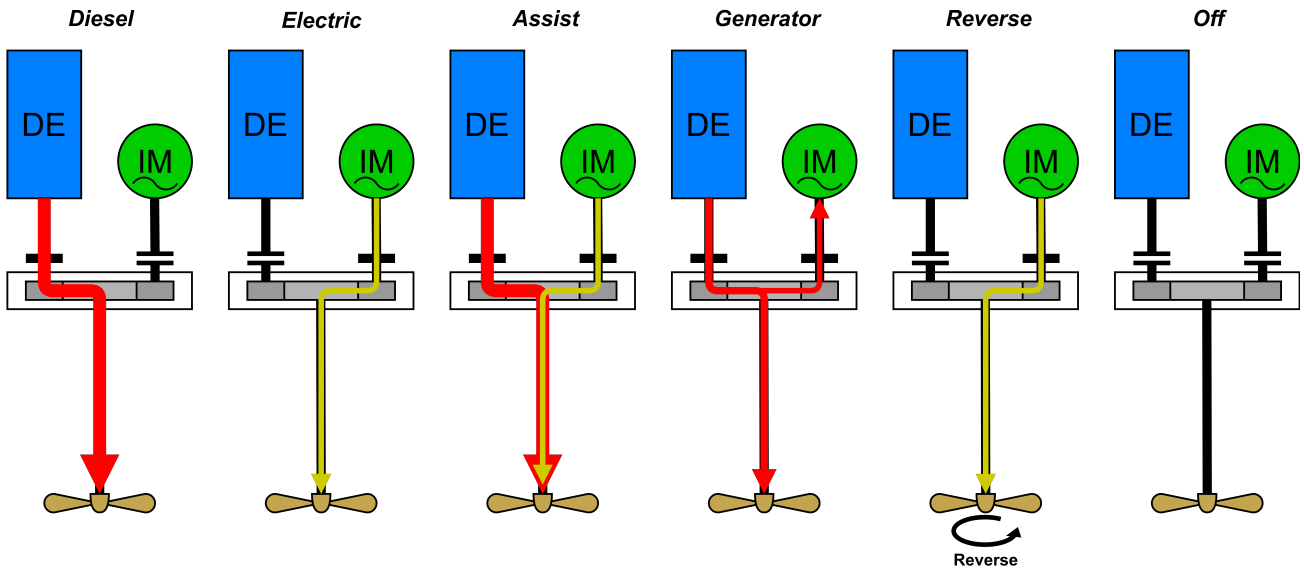 Diesel Electric Assist Generator Reverse Off
DE DE DE DE DE DE
IM IM IM IM IM IM
Reverse